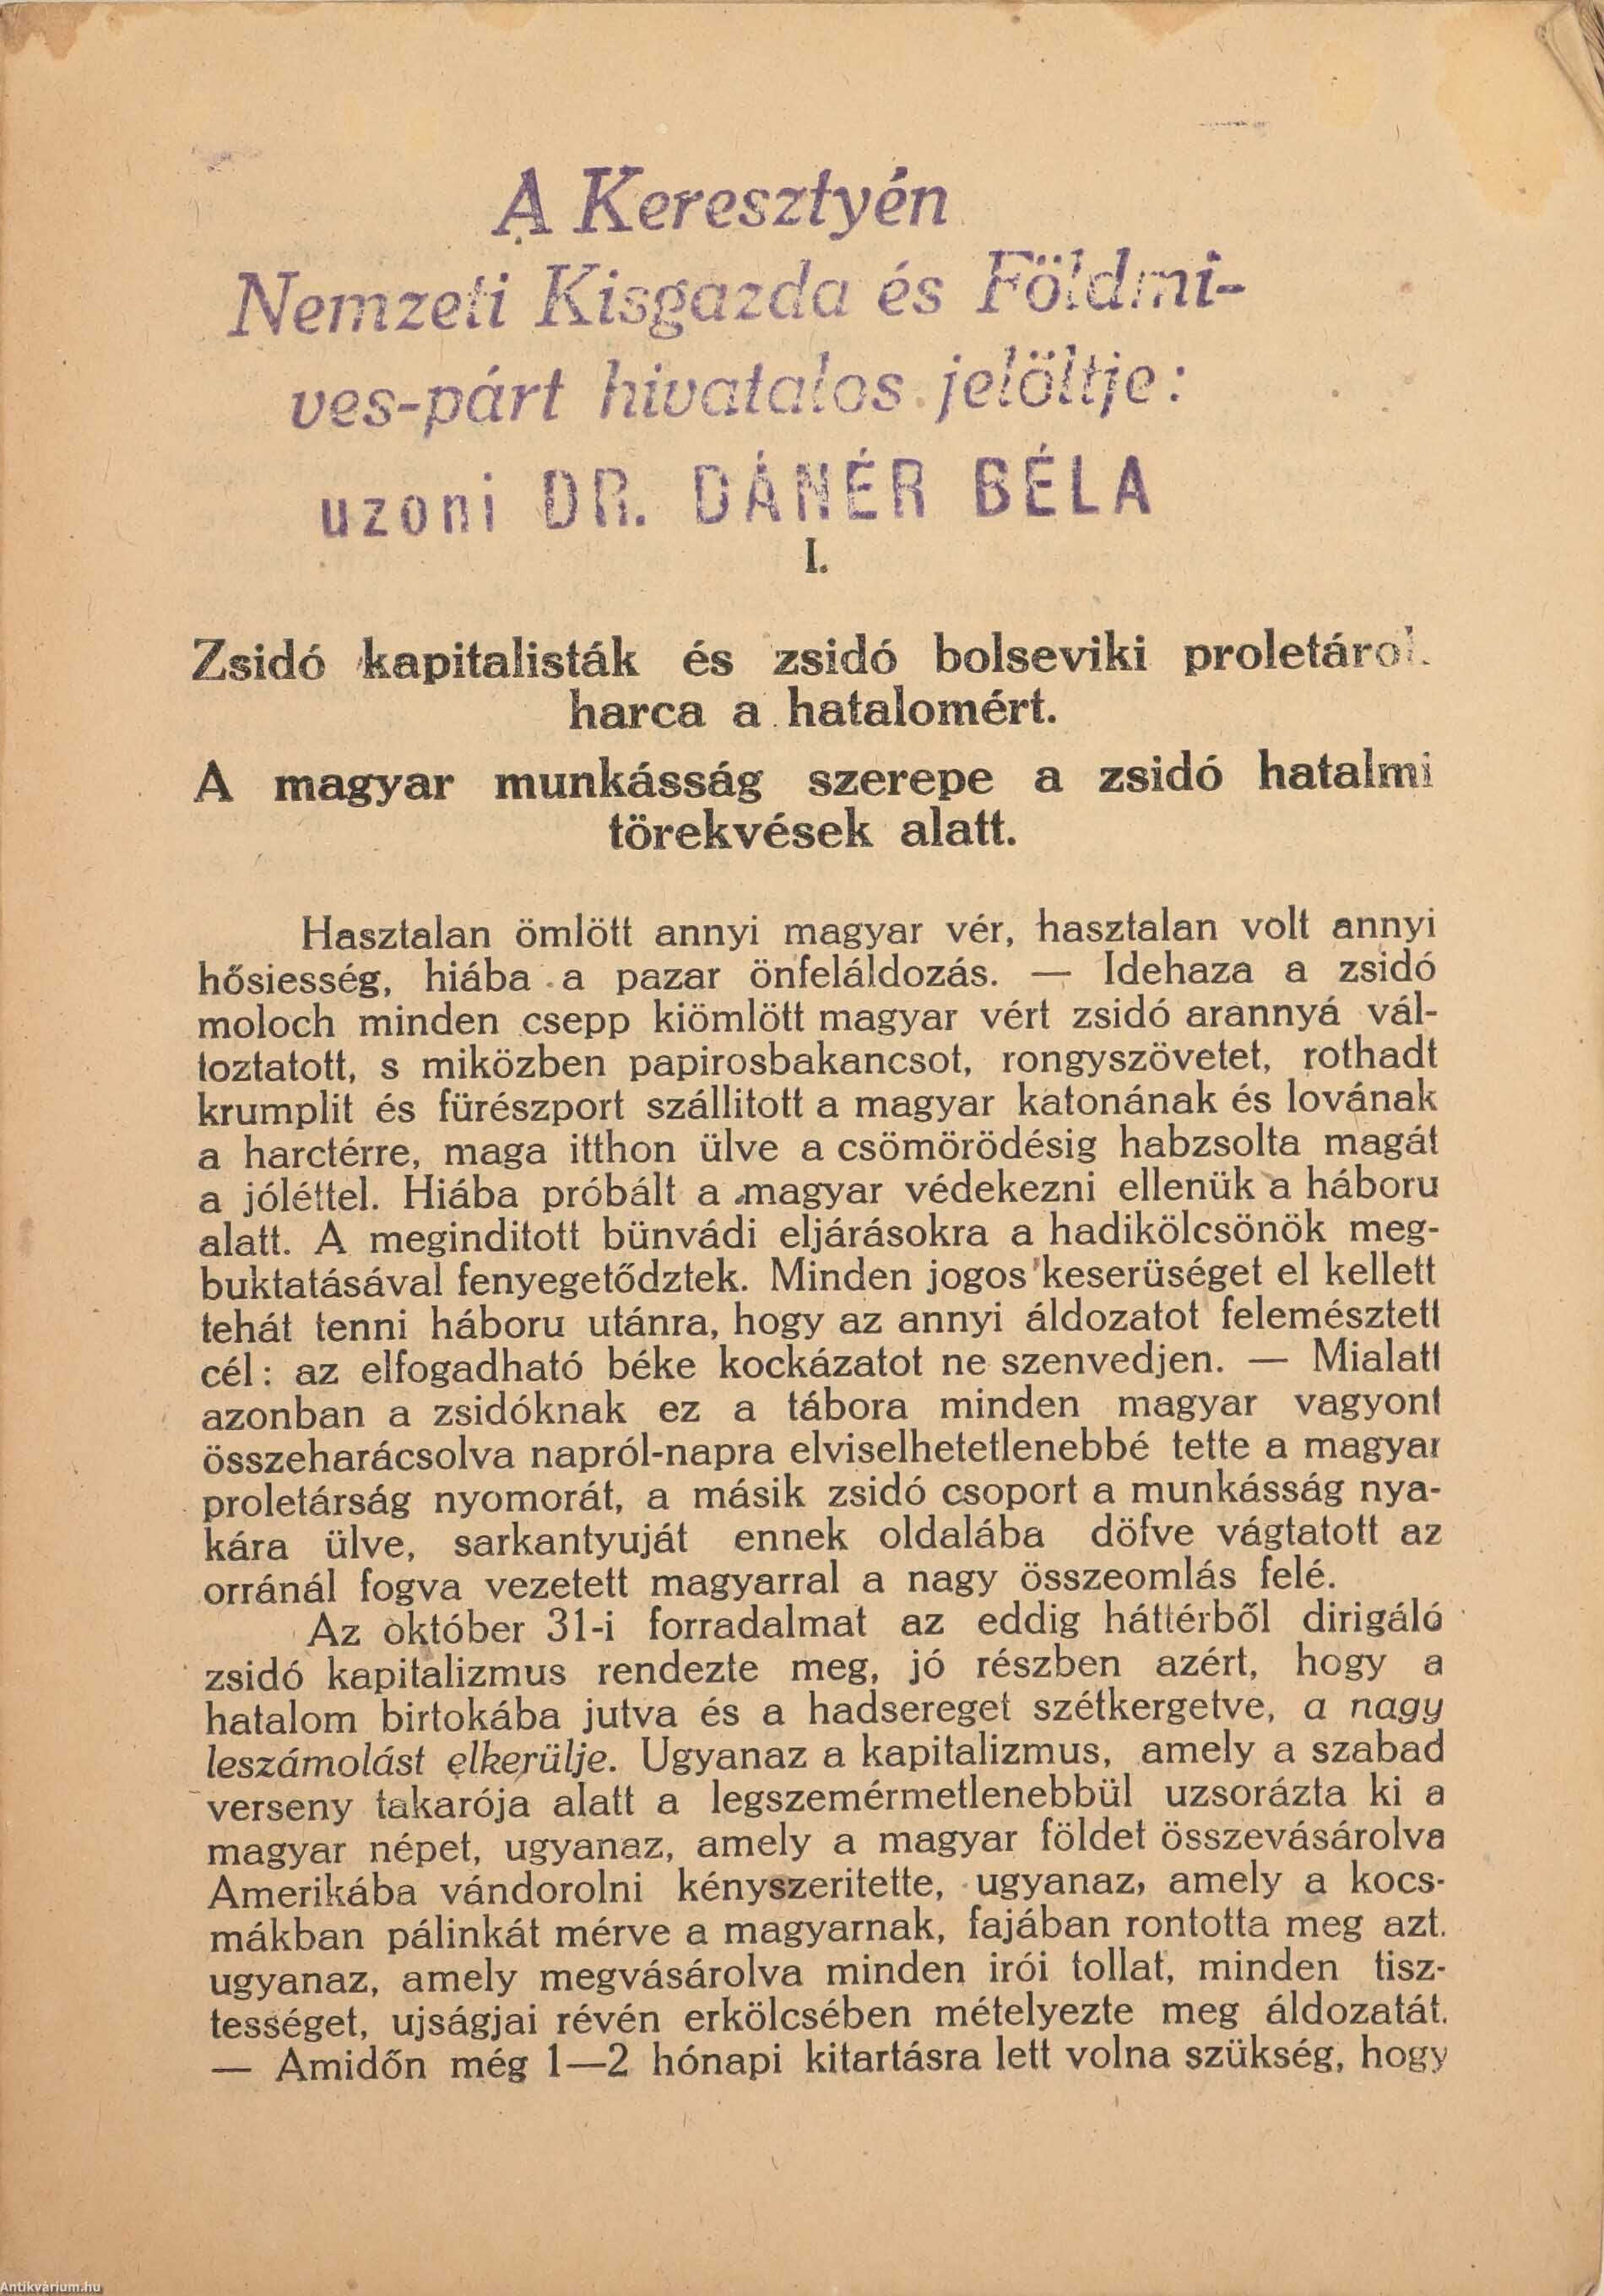 A Keresztyén
Nemzeti Kisgazda és Földmi-
ves-párt hivatalos jelöltje:
uzoni DR. DÁNÉR BÉLA
I.
Zsidó kapitalisták és zsidó bolseviki proletárok
harca a hatalomért.
A magyar munkásság szerepe a zsidó hatalmi
törekvések alatt.
Hasztalan ömlött annyi magyar vér, hasztalan volt annyi
hősiesség, hiába a pazar önfeláldozás. — Idehaza a zsidó
moloch minden csepp kiömlött magyar vért zsidó arannyá vál-
toztatott, s miközben papirosbakancsot, rongyszövetet, rothadt
krumplit és fürészport szállitott a magyar katonának és lovának
a harctérre, maga itthon ülve a csömörödésig habzsolta magát
a jóléttel. Hiába próbált a magyar védekezni ellenük a háboru
alatt. A meginditott bünvádi eljárásokra a hadikölcsönök meg-
buktatásával fenyegetődztek. Minden jogos keserüséget el kellett
tehát tenni háboru utánra, hogy az annyi áldozatot felemésztett
cél: az elfogadható béke kockázatot ne szenvedjen. — Mialatt
azonban a zsidóknak ez a tábora minden magyar vagyont
összeharácsolva napról-napra elviselhetetlenebbé tette a magyar
proletárság nyomorát, a másik zsidó csoport a munkásság nya-
kára ülve, sarkantyuját ennek oldalába döfve vágtatott az
orránál fogva vezetett magyarral a nagy összeomlás felé.
Az október 31-i forradalmat az eddig háttérből dirigáló
zsidó kapitalizmus rendezte meg, jó részben azért, hogy a
hatalom birtokába jutva és a hadsereget szétkergetve, a nagy
leszámolást elkerülje. Ugyanaz a kapitalizmus, amely a szabad
verseny takarója alatt a legszemérmetlenebbül uzsorázta ki a
magyar népet, ugyanaz, amely a magyar földet összevásárolva
Amerikába vándorolni kényszeritette, ugyanaz, amely a kocs-
mákban pálinkát mérve a magyarnak, fajában rontotta meg azt,
ugyanaz, amely megvásárolva minden irói tollat, minden tisz-
tességet, ujságjai révén erkölcsében mételyezte meg áldozatát.
— Amidőn még 1—2 hónapi kitartásra lett volna szükség, hogy
Antikvárium.hu